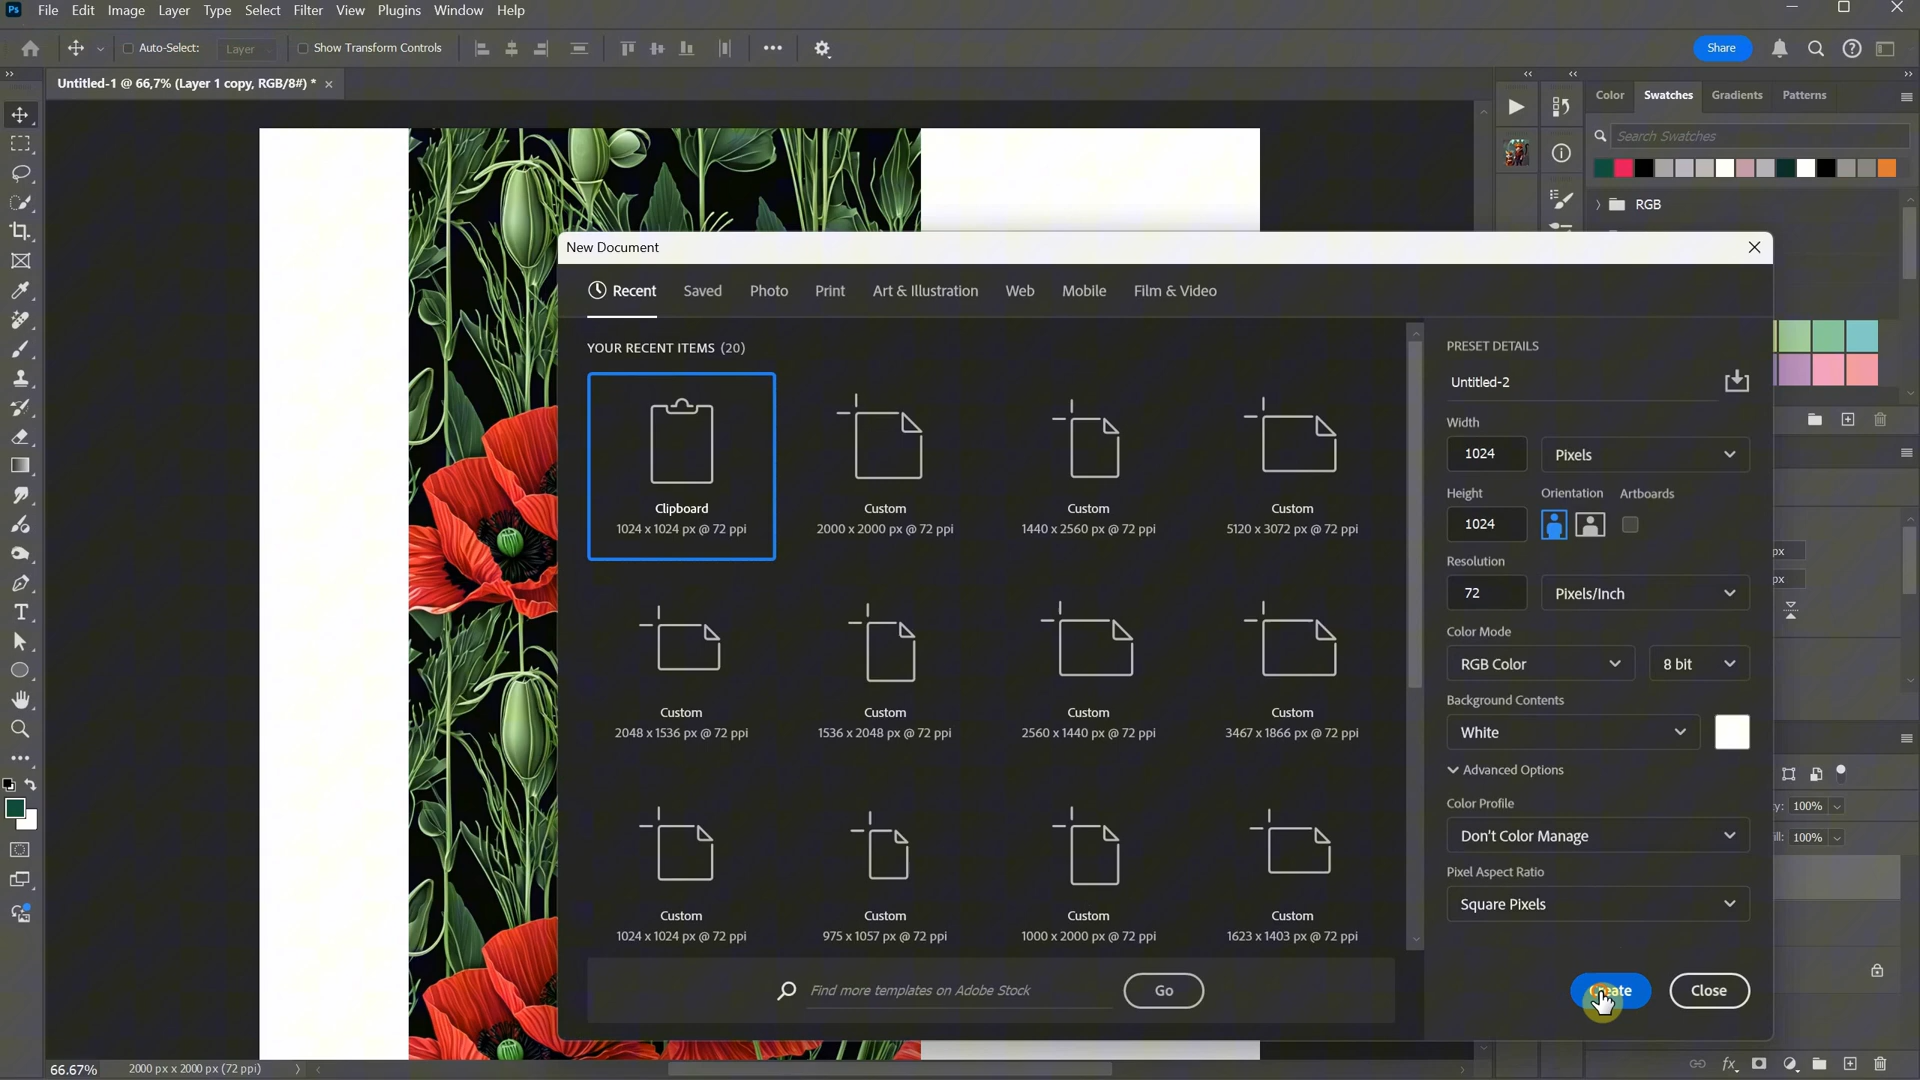 Ps File Edit Image Layer Type Select Filter View Plugins Window Help
Auto-Select: Layer Show Transform Controls Share
Untitled-1 @ 66,7% (Layer 1 copy, RGB/8#) *
Color Swatches Gradients Patterns
Search Swatches
RGB
New Document
Recent Saved Photo Print Art & Illustration Web Mobile Film & Video
YOUR RECENT ITEMS (20)
Clipboard
1024 x 1024 px @ 72 ppi
Custom
2000 x 2000 px @ 72 ppi
Custom
1440 x 2560 px @ 72 ppi
Custom
5120 x 3072 px @ 72 ppi
Custom
2048 x 1536 px @ 72 ppi
Custom
1536 x 2048 px @ 72 ppi
Custom
2560 x 1440 px @ 72 ppi
Custom
3467 x 1866 px @ 72 ppi
Custom
1024 x 1024 px @ 72 ppi
Custom
975 x 1057 px @ 72 ppi
Custom
1000 x 2000 px @ 72 ppi
Custom
1623 x 1403 px @ 72 ppi
Find more templates on Adobe Stock Go
PRESET DETAILS
Untitled-2
Width
1024 Pixels
Height Orientation Artboards
1024
Resolution
72 Pixels/Inch
Color Mode
RGB Color 8 bit
Background Contents
White
Advanced Options
Color Profile
Don't Color Manage
Pixel Aspect Ratio
Square Pixels
Create Close
px
px
100%
100%
66.67% 2000 px x 2000 px (72 ppi)
fx